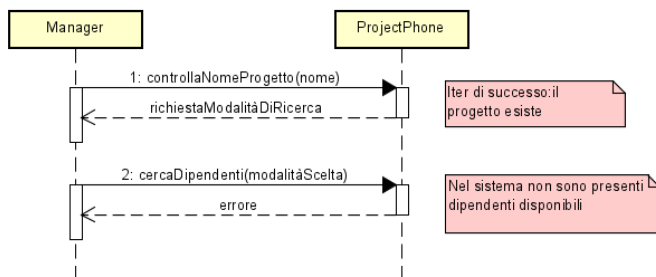 Manager
ProjectPhone
1: controllaNomeProgetto(nome)
richiestaModalitàDiRicerca
Iter di successo:il
progetto esiste
2: cercaDipendenti(modalitàScelta)
errore
Nel sistema non sono presenti
dipendenti disponibili